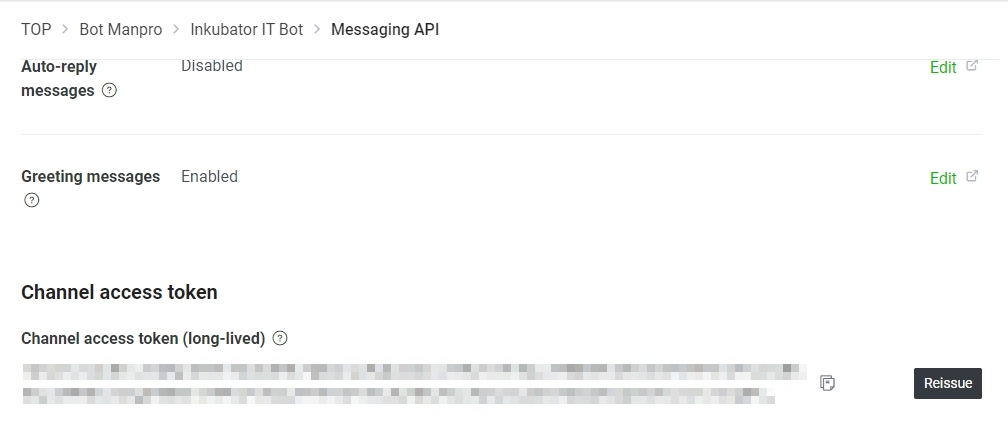 TOP > Bot Manpro > Inkubator IT Bot > Messaging API
Auto-reply messages ? Disabled Edit
Greeting messages ? Enabled Edit
Channel access token
Channel access token (long-lived) ?
Reissue